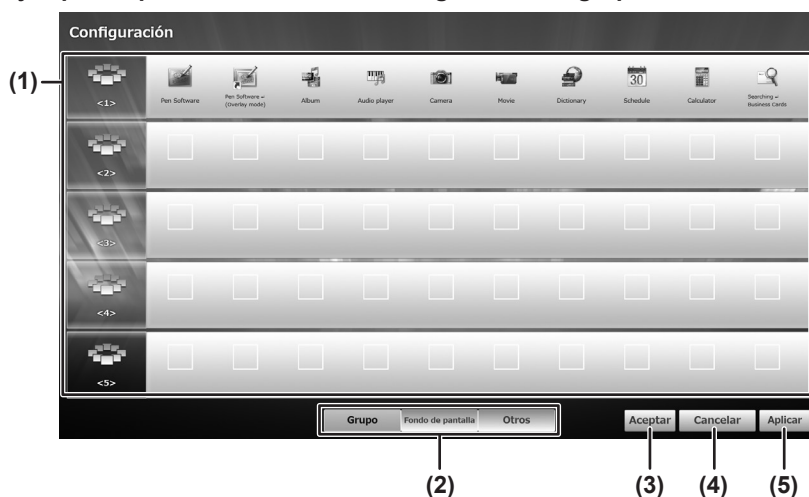 Configuración
(1)
<1>
Pen Software
Pen Software –
(Overlay mode)
Album
Audio player
Camera
Movie
Dictionary
30
Schedule
Calculator
Searching –
Business Cards
<2>
<3>
<4>
<5>
Grupo
Fondo de pantalla
Otros
Aceptar
Cancelar
Aplicar
(2)
(3)
(4)
(5)